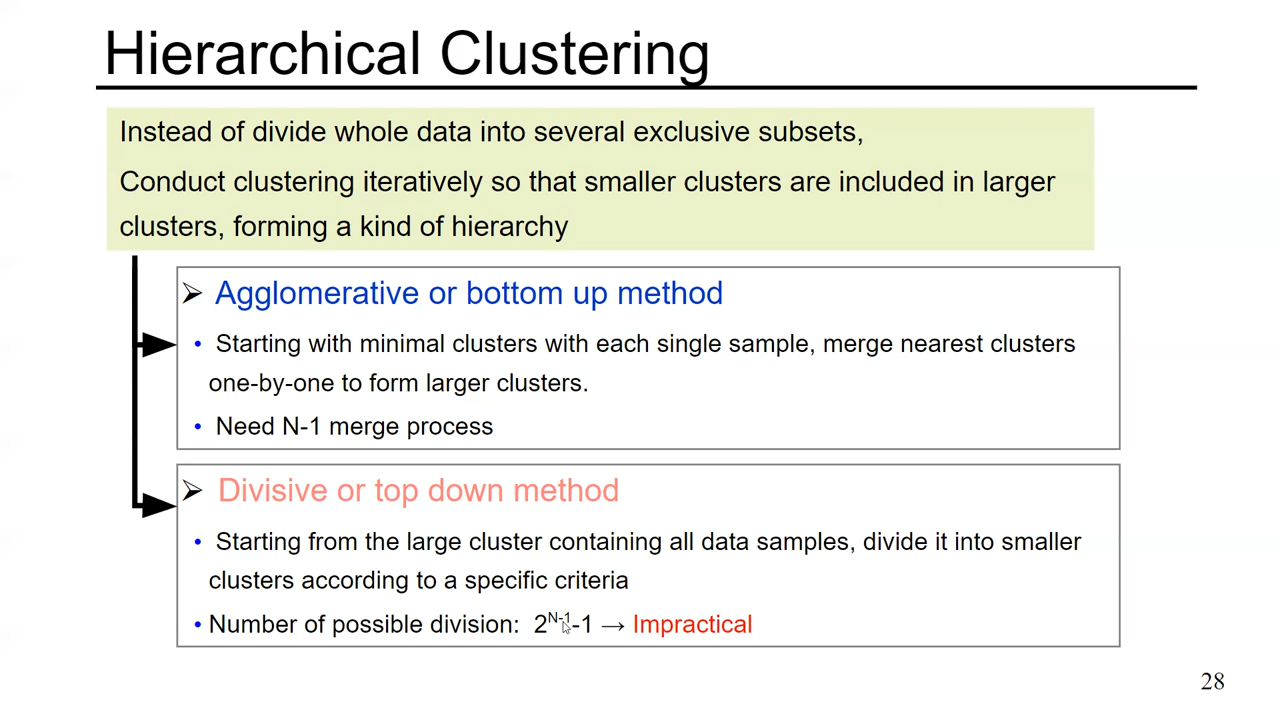 Hierarchical Clustering
Instead of divide whole data into several exclusive subsets,
Conduct clustering iteratively so that smaller clusters are included in larger
clusters, forming a kind of hierarchy
➢ Agglomerative or bottom up method
• Starting with minimal clusters with each single sample, merge nearest clusters
one-by-one to form larger clusters.
• Need N-1 merge process
➢ Divisive or top down method
• Starting from the large cluster containing all data samples, divide it into smaller
clusters according to a specific criteria
• Number of possible division: 2^N-1-1 → Impractical
28